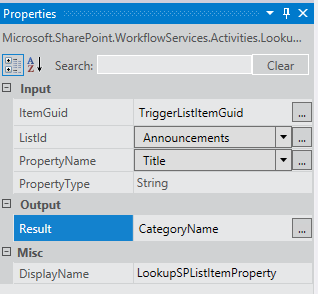 Properties
Microsoft.SharePoint.WorkflowServices.Activities.Looku...
Search: Clear
Input
ItemGuid TriggerListItemGuid ...
ListId Announcements ...
PropertyName Title ...
PropertyType String
Output
Result CategoryName ...
Misc
DisplayName LookupSPListItemProperty